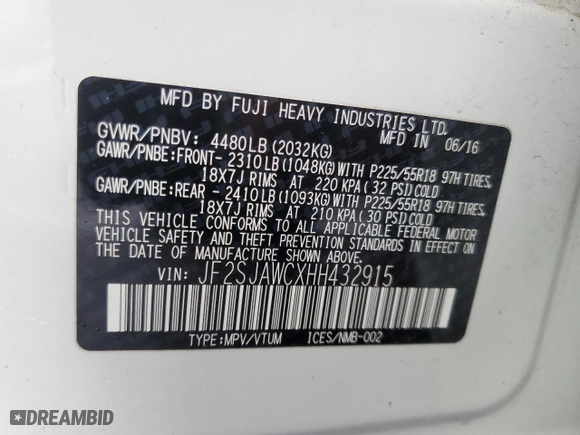 MFD BY FUJI HEAVY INDUSTRIES LTD.
MFD IN 06/16
GVWR/PNBV: 4480LB(2032KG)
GAWR/PNBE:FRONT- 2310LB(1048KG)WITH P225/55R18 97H TIRES,
18X7J RIMS AT 220 KPA(32 PSI)COLD
GAWR/PNBE:REAR - 2410LB(1093KG)WITH P225/55R18 97H TIRES,
18X7J RIMS AT 210 KPA(30 PSI)COLD
THIS VEHICLE CONFORMS TO ALL APPLICABLE FEDERAL MOTOR
VEHICLE SAFETY AND THEFT PREVENTION STANDARDS IN EFFECT ON
THE DATE OF MANUFACTURE SHOWN ABOVE.
VIN: JF2SJAWCXHH432915
TYPE:MPV/VTUM ICES/NMB-002
DREAMBID